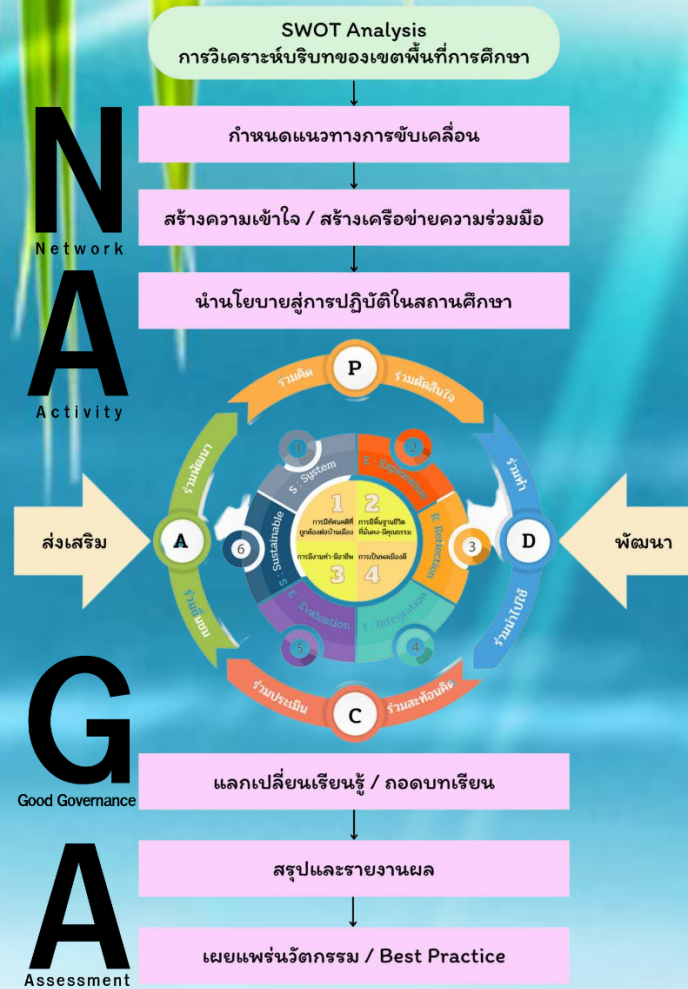 SWOT Analysis
การวิเคราะห์บริบทของเขตพื้นที่การศึกษา
N
Network
กำหนดแนวทางการขับเคลื่อน
สร้างความเข้าใจ / สร้างเครือข่ายความร่วมมือ
A
Activity
นำนโยบายสู่การปฏิบัติในสถานศึกษา
P
ร่วมคิด
ร่วมตัดสินใจ
D
ร่วมทำ
ร่วมนำไปใช้
C
ร่วมสะท้อนคิด
ร่วมประเมิน
A
ร่วมชื่นชม
ร่วมพัฒนา
ส่งเสริม
พัฒนา
1
S : System
2
E : Exploration
3
R: Reflection
4
I : Integration
5
E : Evaluation
6
S : Sustainable
1
การมีทัศนคติที่
ถูกต้องต่อบ้านเมือง
2
การมีพื้นฐานชีวิต
ที่มั่นคง-มีคุณธรรม
การมีงานทำ-มีอาชีพ
3
การเป็นพลเมืองดี
4
G
Good Governance
แลกเปลี่ยนเรียนรู้ / ถอดบทเรียน
A
Assessment
สรุปและรายงานผล
เผยแพร่นวัตกรรม / Best Practice